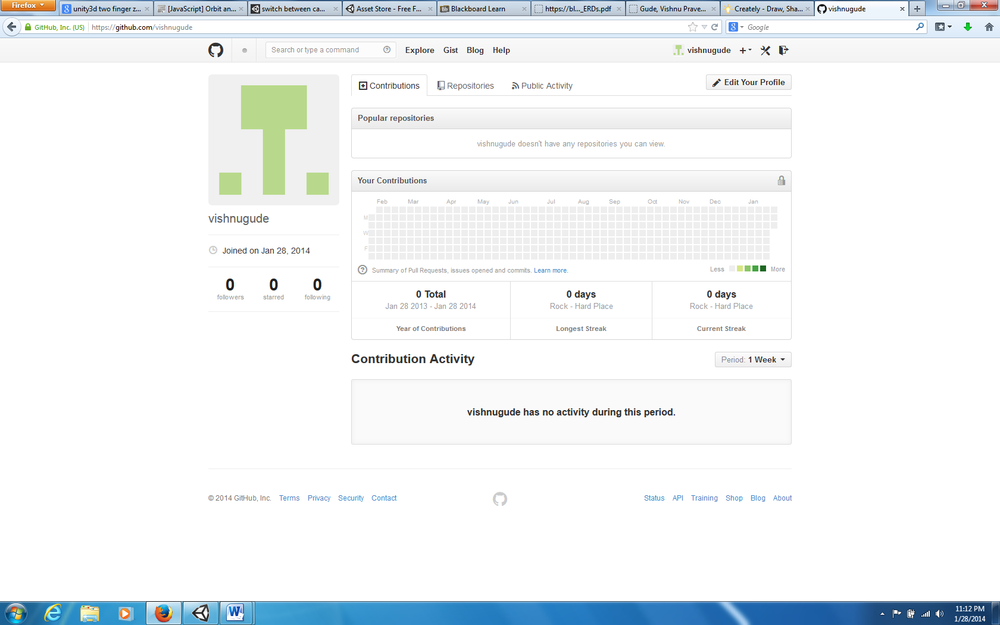 Firefox
unity3d two finger z...
[JavaScript] Orbit an...
switch between ca...
Asset Store - Free F...
Blackboard Learn
https://bl..._ERDs.pdf
Gude, Vishnu Prave...
Creately - Draw, Sha...
vishnugude
GitHub, Inc. (US)
https://github.com/vishnugude
Google
Search or type a command
Explore Gist Blog Help
vishnugude
Contributions
Repositories
Public Activity
Edit Your Profile
Popular repositories
vishnugude doesn't have any repositories you can view.
vishnugude
Joined on Jan 28, 2014
0 0 0
followers starred following
Your Contributions
Feb Mar Apr May Jun Jul Aug Sep Oct Nov Dec Jan
M
W
F
Summary of Pull Requests, issues opened and commits. Learn more.
Less More
0 Total
Jan 28 2013 - Jan 28 2014
Year of Contributions
0 days
Rock - Hard Place
Longest Streak
0 days
Rock - Hard Place
Current Streak
Contribution Activity
Period: 1 Week
vishnugude has no activity during this period.
© 2014 GitHub, Inc. Terms Privacy Security Contact
Status API Training Shop Blog About
11:12 PM
1/28/2014